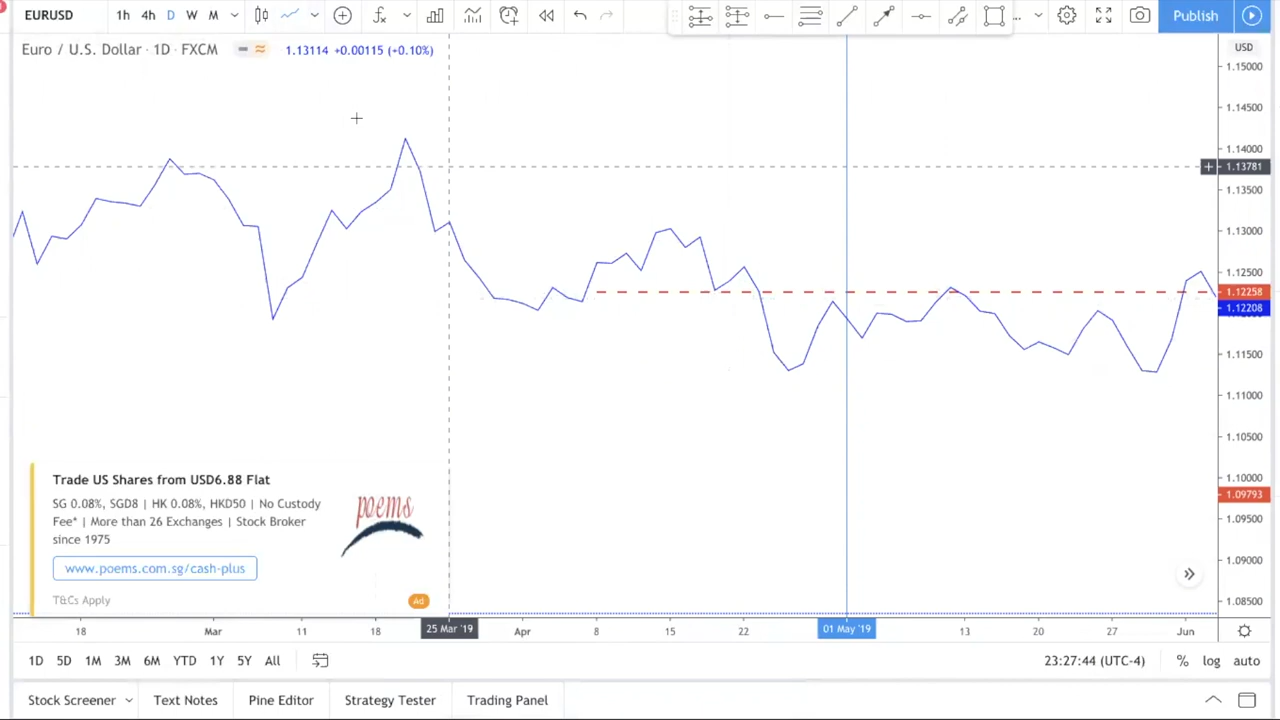 EURUSD 1h 4h D W M Publish
Euro / U.S. Dollar · 1D · FXCM 1.13114 +0.00115 (+0.10%)
USD
1.15000
1.14500
1.14000
1.13781
1.13500
1.13000
1.12500
1.12258
1.12208
1.11500
1.11000
1.10500
1.10000
1.09793
1.09500
1.09000
1.08500
Trade US Shares from USD6.88 Flat
SG 0.08%, SGD8 | HK 0.08%, HKD50 | No Custody
Fee* | More than 26 Exchanges | Stock Broker
since 1975
poems
www.poems.com.sg/cash-plus
T&Cs Apply
Ad
18 Mar 11 18 25 Mar '19 Apr 8 15 22 01 May '19 13 20 27 Jun
1D 5D 1M 3M 6M YTD 1Y 5Y All 23:27:44 (UTC-4) % log auto
Stock Screener Text Notes Pine Editor Strategy Tester Trading Panel